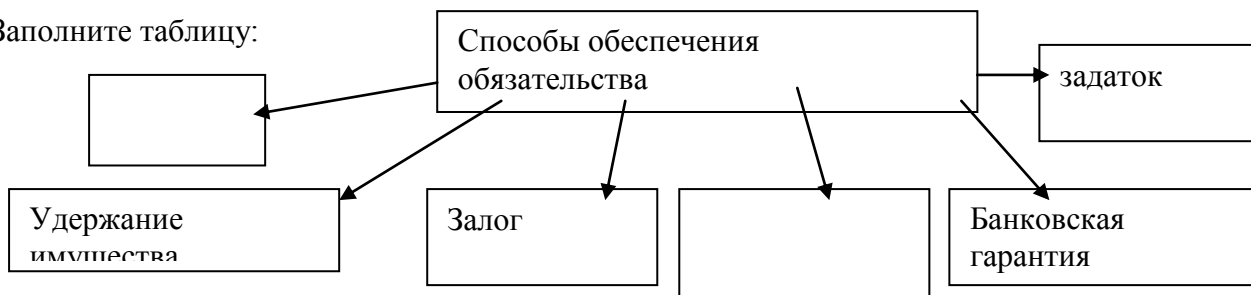 Заполните таблицу:
Способы обеспечения
обязательства
задаток
Удержание
имущества
Залог
Банковская
гарантия